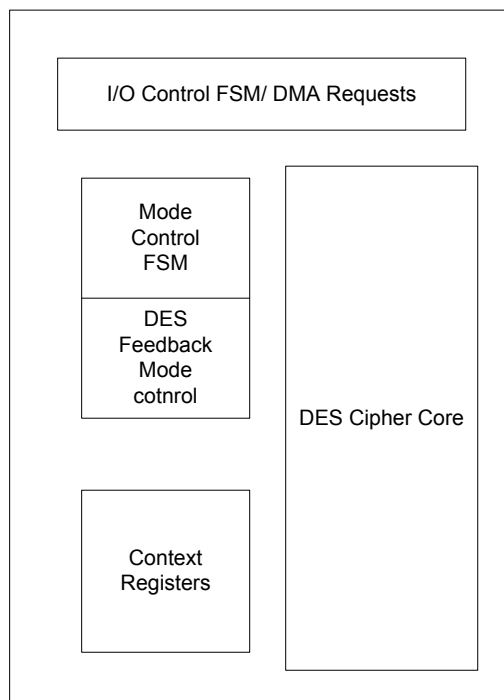 I/O Control FSM/ DMA Requests
Mode
Control
FSM
DES
Feedback
Mode
cotnrol
DES Cipher Core
Context
Registers